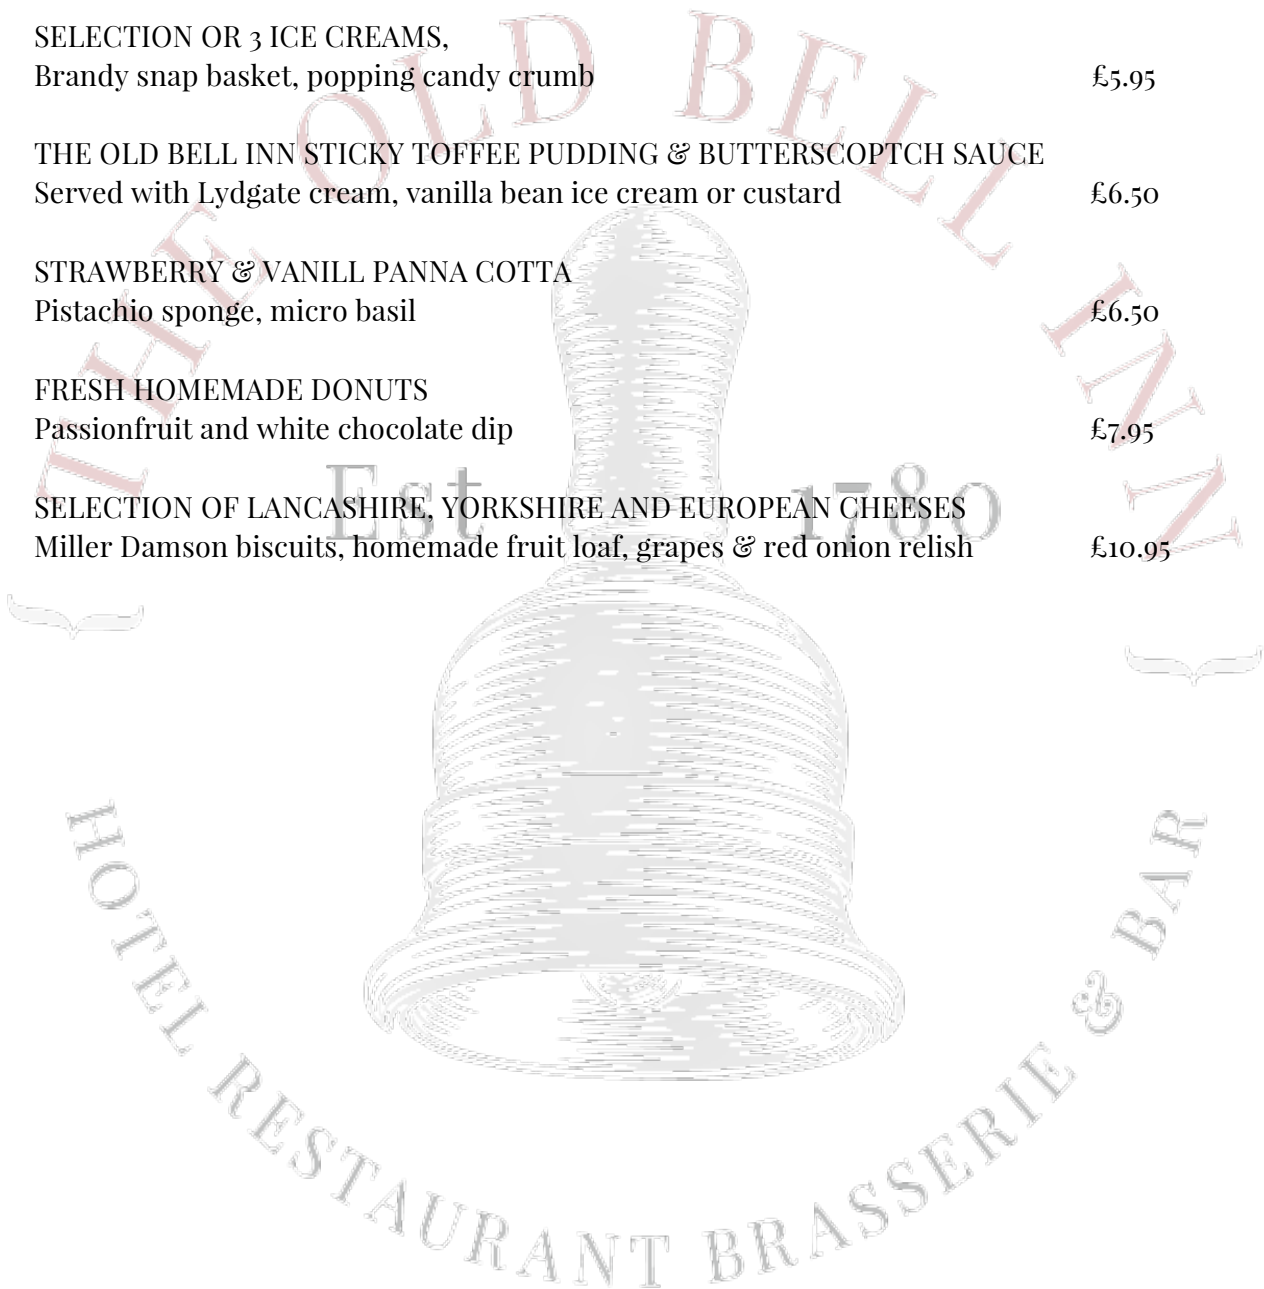 SELECTION OR 3 ICE CREAMS,
Brandy snap basket, popping candy crumb £5.95
THE OLD BELL INN STICKY TOFFEE PUDDING & BUTTERSCOPTCH SAUCE
Served with Lydgate cream, vanilla bean ice cream or custard £6.50
STRAWBERRY & VANILL PANNA COTTA
Pistachio sponge, micro basil £6.50
FRESH HOMEMADE DONUTS
Passionfruit and white chocolate dip £7.95
SELECTION OF LANCASHIRE, YORKSHIRE AND EUROPEAN CHEESES
Miller Damson biscuits, homemade fruit loaf, grapes & red onion relish £10.95
THE OLD BELL INN
Est 1780
HOTEL RESTAURANT BRASSERIE & BAR